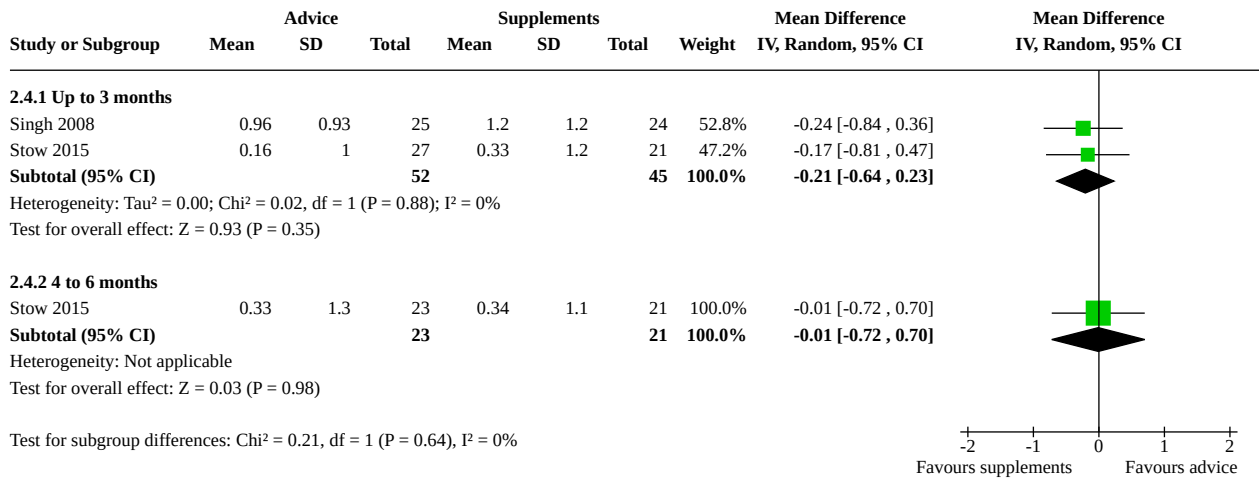 Advice Supplements Mean Difference Mean Difference
Study or Subgroup Mean SD Total Mean SD Total Weight IV, Random, 95% CI IV, Random, 95% CI
2.4.1 Up to 3 months
Singh 2008 0.96 0.93 25 1.2 1.2 24 52.8% -0.24 [-0.84 , 0.36]
Stow 2015 0.16 1 27 0.33 1.2 21 47.2% -0.17 [-0.81 , 0.47]
Subtotal (95% CI) 52 45 100.0% -0.21 [-0.64 , 0.23]
Heterogeneity: Tau² = 0.00; Chi² = 0.02, df = 1 (P = 0.88); I² = 0%
Test for overall effect: Z = 0.93 (P = 0.35)
2.4.2 4 to 6 months
Stow 2015 0.33 1.3 23 0.34 1.1 21 100.0% -0.01 [-0.72 , 0.70]
Subtotal (95% CI) 23 21 100.0% -0.01 [-0.72 , 0.70]
Heterogeneity: Not applicable
Test for overall effect: Z = 0.03 (P = 0.98)
Test for subgroup differences: Chi² = 0.21, df = 1 (P = 0.64), I² = 0%
-2 -1 0 1 2
Favours supplements Favours advice